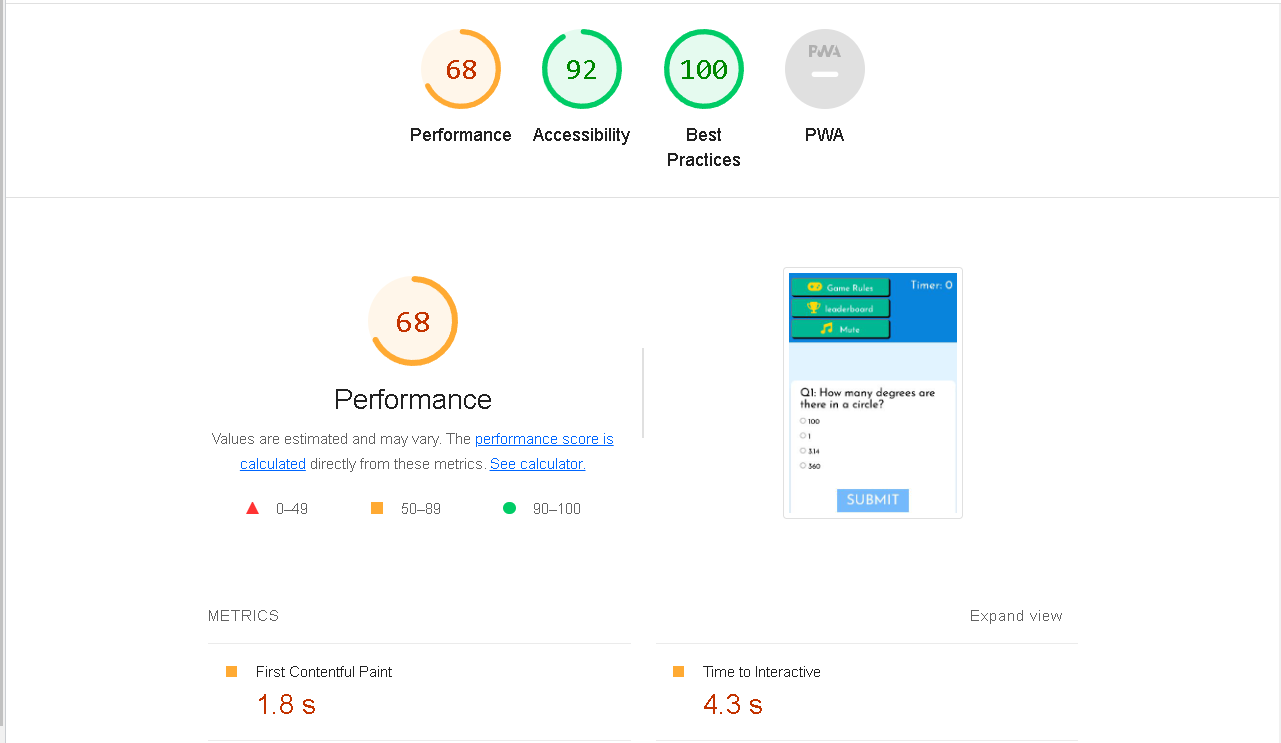 68
92
100
PWA
Performance
Accessibility
Best
Practices
PWA
68
Performance
Values are estimated and may vary. The performance score is
calculated directly from these metrics. See calculator.
0–49
50–89
90–100
Game Rules
Timer: 0
leaderboard
Mute
Q1: How many degrees are
there in a circle?
100
1
3.14
360
SUBMIT
METRICS
Expand view
First Contentful Paint
1.8 s
Time to Interactive
4.3 s